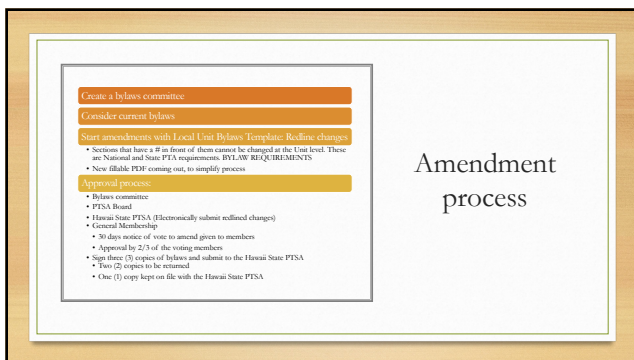 Create a bylaws committee
Consider current bylaws
Start amendments with Local Unit Bylaws Template: Redline changes
• Sections that have a # in front of them cannot be changed at the Unit level. These
are National and State PTA requirements. BYLAW REQUIREMENTS
• New fillable PDF coming out, to simplify process
Approval process:
• Bylaws committee
• PTSA Board
• Hawaii State PTSA (Electronically submit redlined changes)
• General Membership
• 30 days notice of vote to amend given to members
• Approval by 2/3 of the voting members
• Sign three (3) copies of bylaws and submit to the Hawaii State PTSA
• Two (2) copies to be returned
• One (1) copy kept on file with the Hawaii State PTSA
Amendment
process